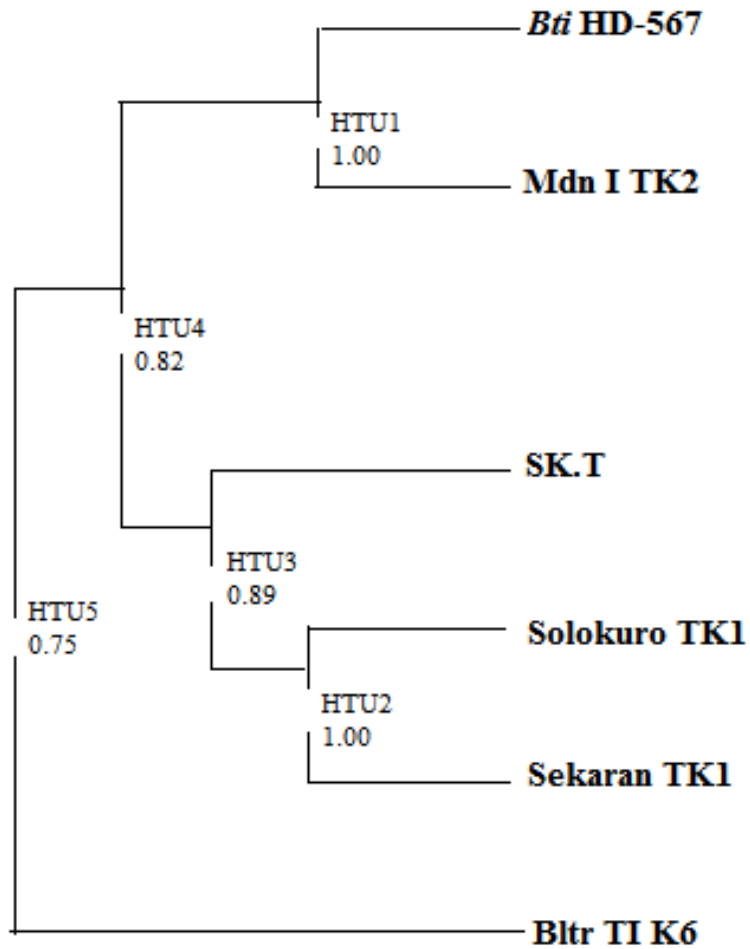 Bti HD-567
HTU1
1.00
Mdn I TK2
HTU4
0.82
SK.T
HTU3
0.89
HTU5
0.75
Solokuro TK1
HTU2
1.00
Sekaran TK1
Bltr TI K6